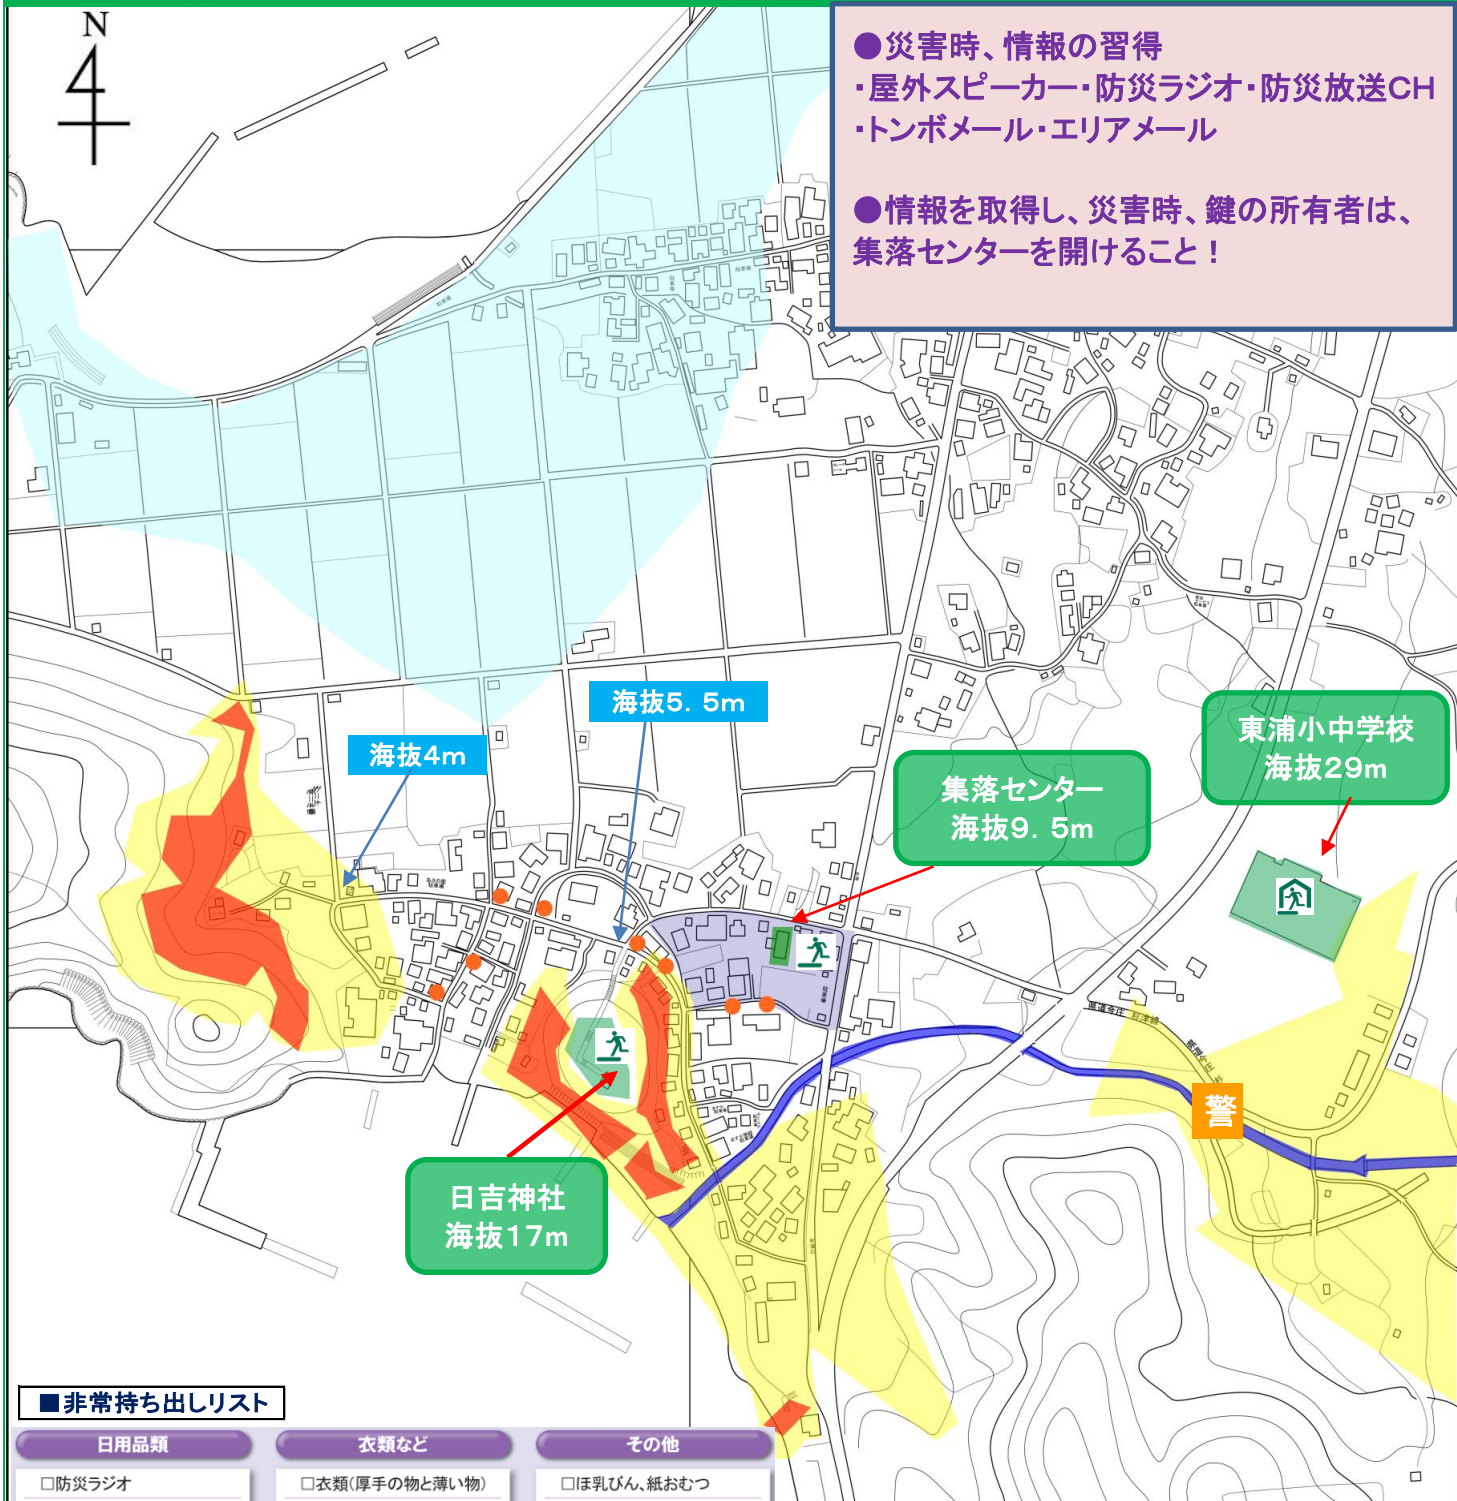 N
●災害時、情報の習得
・屋外スピーカー・防災ラジオ・防災放送CH
・トンボメール・エリアメール
●情報を取得し、災害時、鍵の所有者は、
集落センターを開けること！
海抜5．5m
海抜4m
東浦小中学校
海抜29m
集落センター
海抜9．5m
警
日吉神社
海抜17m
■非常持ち出しリスト
日用品類
衣類など
その他
□防災ラジオ
□衣類(厚手の物と薄い物)
□ほ乳びん、紙おむつ